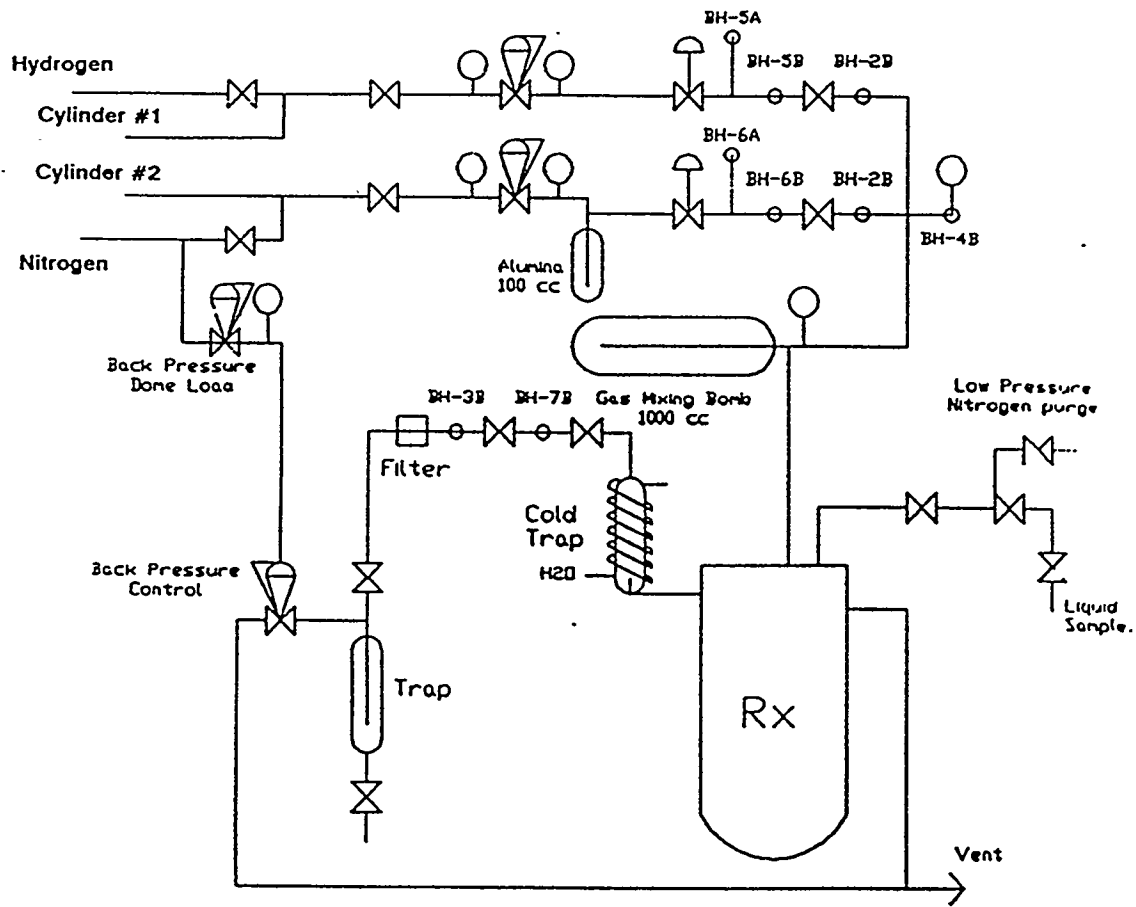 BH-5A
Hydrogen
BH-5B
BH-2B
Cylinder #1
BH-6A
Cylinder #2
BH-6B
BH-2B
BH-4B
Nitrogen
Alumina
100 CC
Back Pressure
Dome Load
BH-3B
BH-7B
Gas Mixing Bomb
1000 CC
Low Pressure
Nitrogen purge
Filter
Cold
Trap
H2O
Back Pressure
Control
Liquid
Sample.
Trap
Rx
Vent